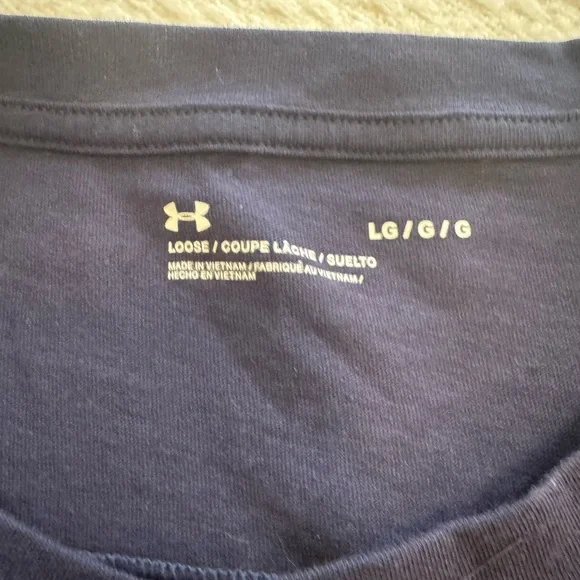 LG / G / G
LOOSE / COUPE LÂCHE / SUELTO
MADE IN VIETNAM / FABRIQUÉ AU VIETNAM /
HECHO EN VIETNAM